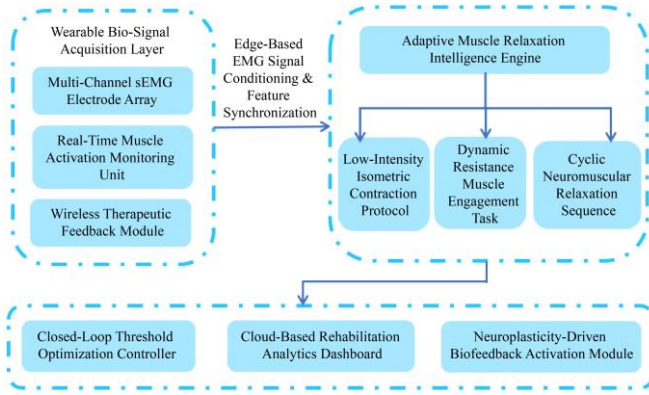 Wearable Bio-Signal
Acquisition Layer
Multi-Channel sEMG
Electrode Array
Real-Time Muscle
Activation Monitoring
Unit
Wireless Therapeutic
Feedback Module
Edge-Based
EMG Signal
Conditioning &
Feature
Synchronization
Adaptive Muscle Relaxation
Intelligence Engine
Low-Intensity
Isometric
Contraction
Protocol
Dynamic
Resistance
Muscle
Engagement
Task
Cyclic
Neuromuscular
Relaxation
Sequence
Closed-Loop Threshold
Optimization Controller
Cloud-Based Rehabilitation
Analytics Dashboard
Neuroplasticity-Driven
Biofeedback Activation Module